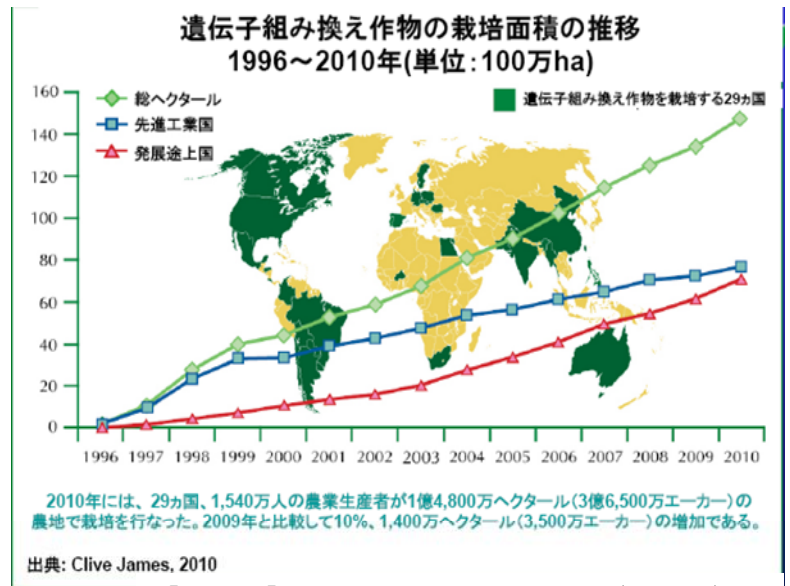 遺伝子組み換え作物の栽培面積の推移
1996～2010年(単位：100万ha)
総ヘクタール
先進工業国
発展途上国
遺伝子組み換え作物を栽培する29ヵ国
160
140
120
100
80
60
40
20
0
1996 1997 1998 1999 2000 2001 2002 2003 2004 2005 2006 2007 2008 2009 2010
2010年には、29ヵ国、1,540万人の農業生産者が1億4,800万ヘクタール（3億6,500万エーカー）の
農地で栽培を行なった。2009年と比較して10%、1,400万ヘクタール（3,500万エーカー）の増加である。
出典: Clive James, 2010